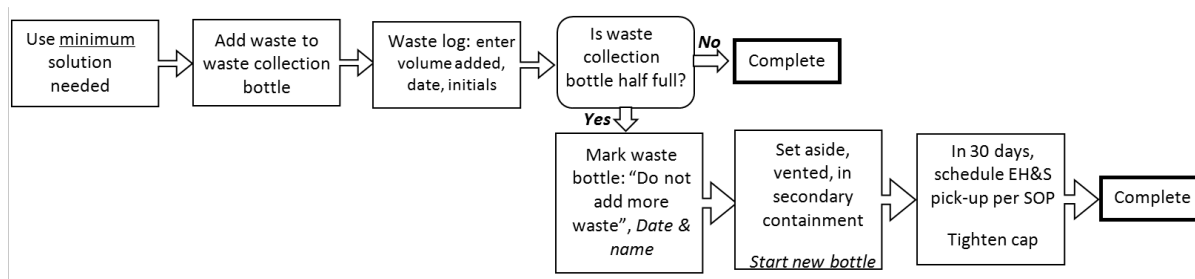 Use minimum
solution
needed
Add waste to
waste collection
bottle
Waste log: enter
volume added,
date, initials
Is waste
collection
bottle half full?
No
Complete
Yes
Mark waste
bottle: “Do not
add more
waste”, Date &
name
Set aside,
vented, in
secondary
containment
Start new bottle
In 30 days,
schedule EH&S
pick-up per SOP
Tighten cap
Complete